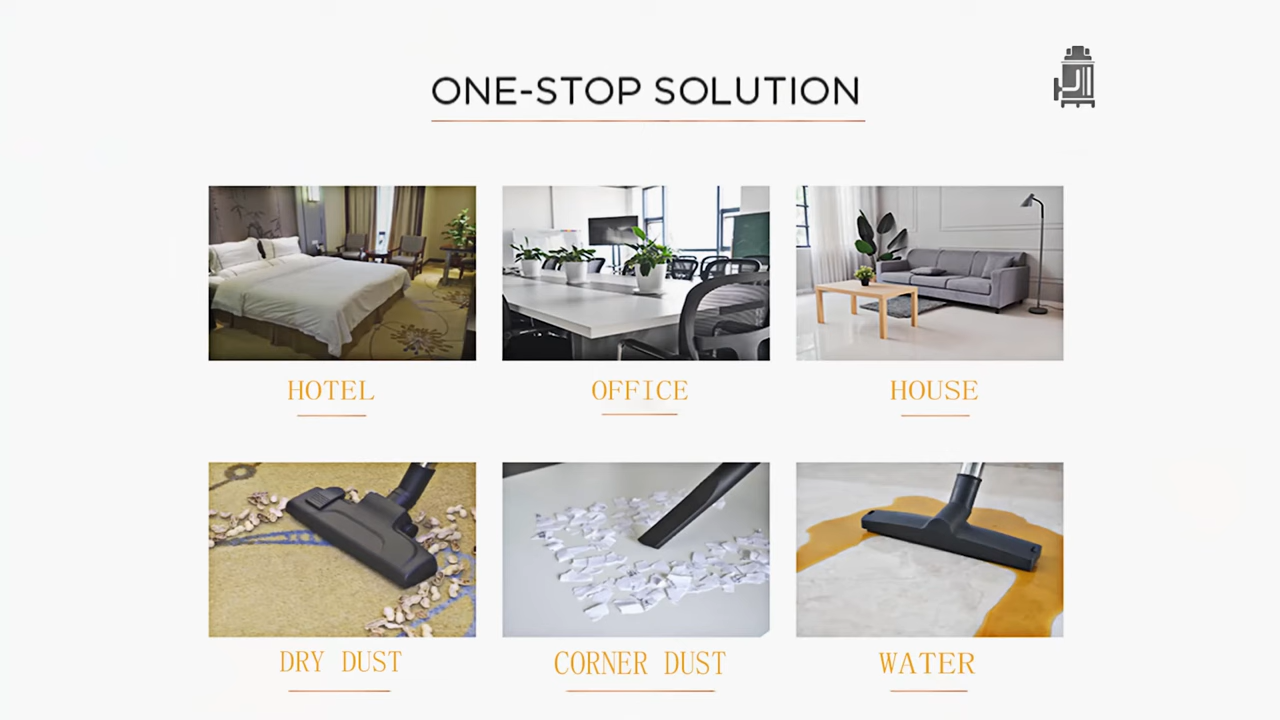 ONE-STOP SOLUTION
HOTEL
OFFICE
HOUSE
DRY DUST
CORNER DUST
WATER